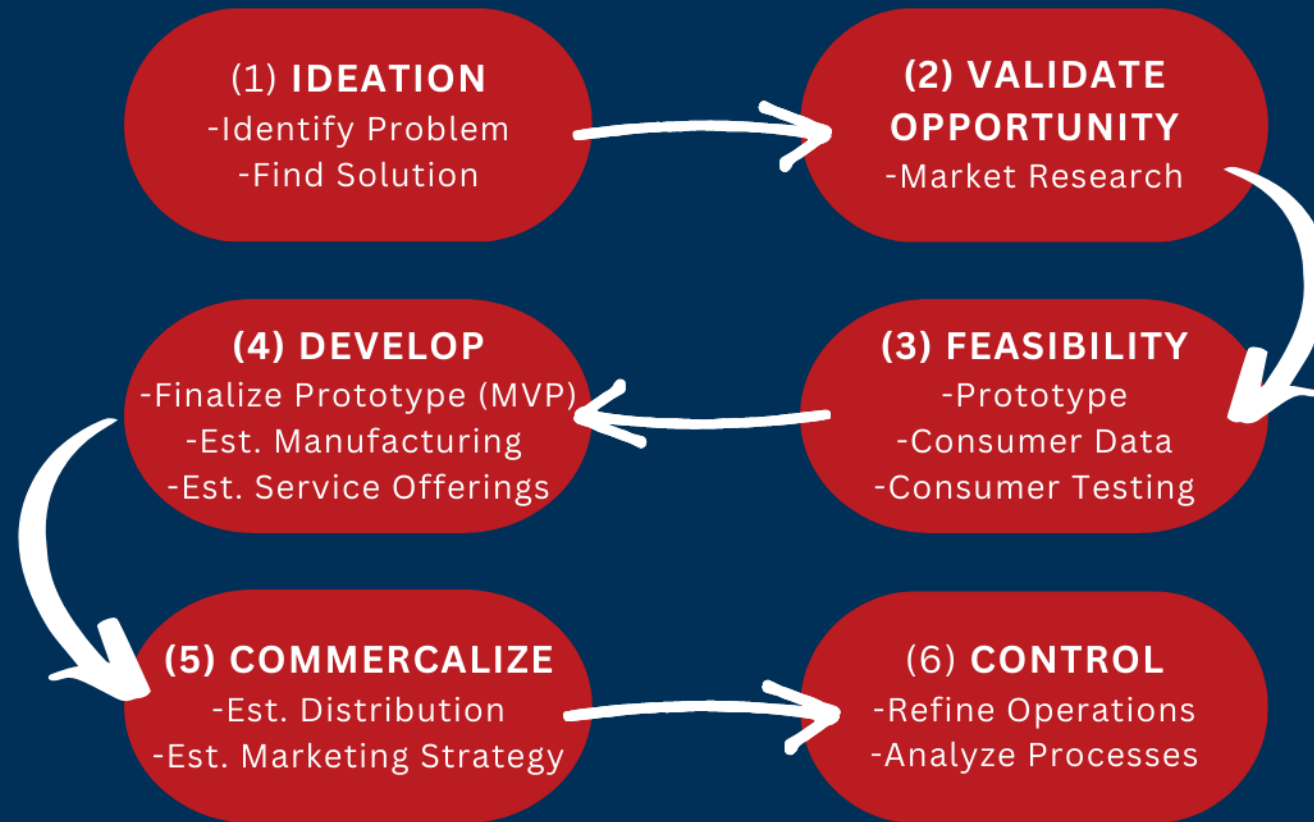 (1) IDEATION
-Identify Problem
-Find Solution
(2) VALIDATE
OPPORTUNITY
-Market Research
(3) FEASIBILITY
-Prototype
-Consumer Data
-Consumer Testing
(4) DEVELOP
-Finalize Prototype (MVP)
-Est. Manufacturing
-Est. Service Offerings
(5) COMMERCALIZE
-Est. Distribution
-Est. Marketing Strategy
(6) CONTROL
-Refine Operations
-Analyze Processes